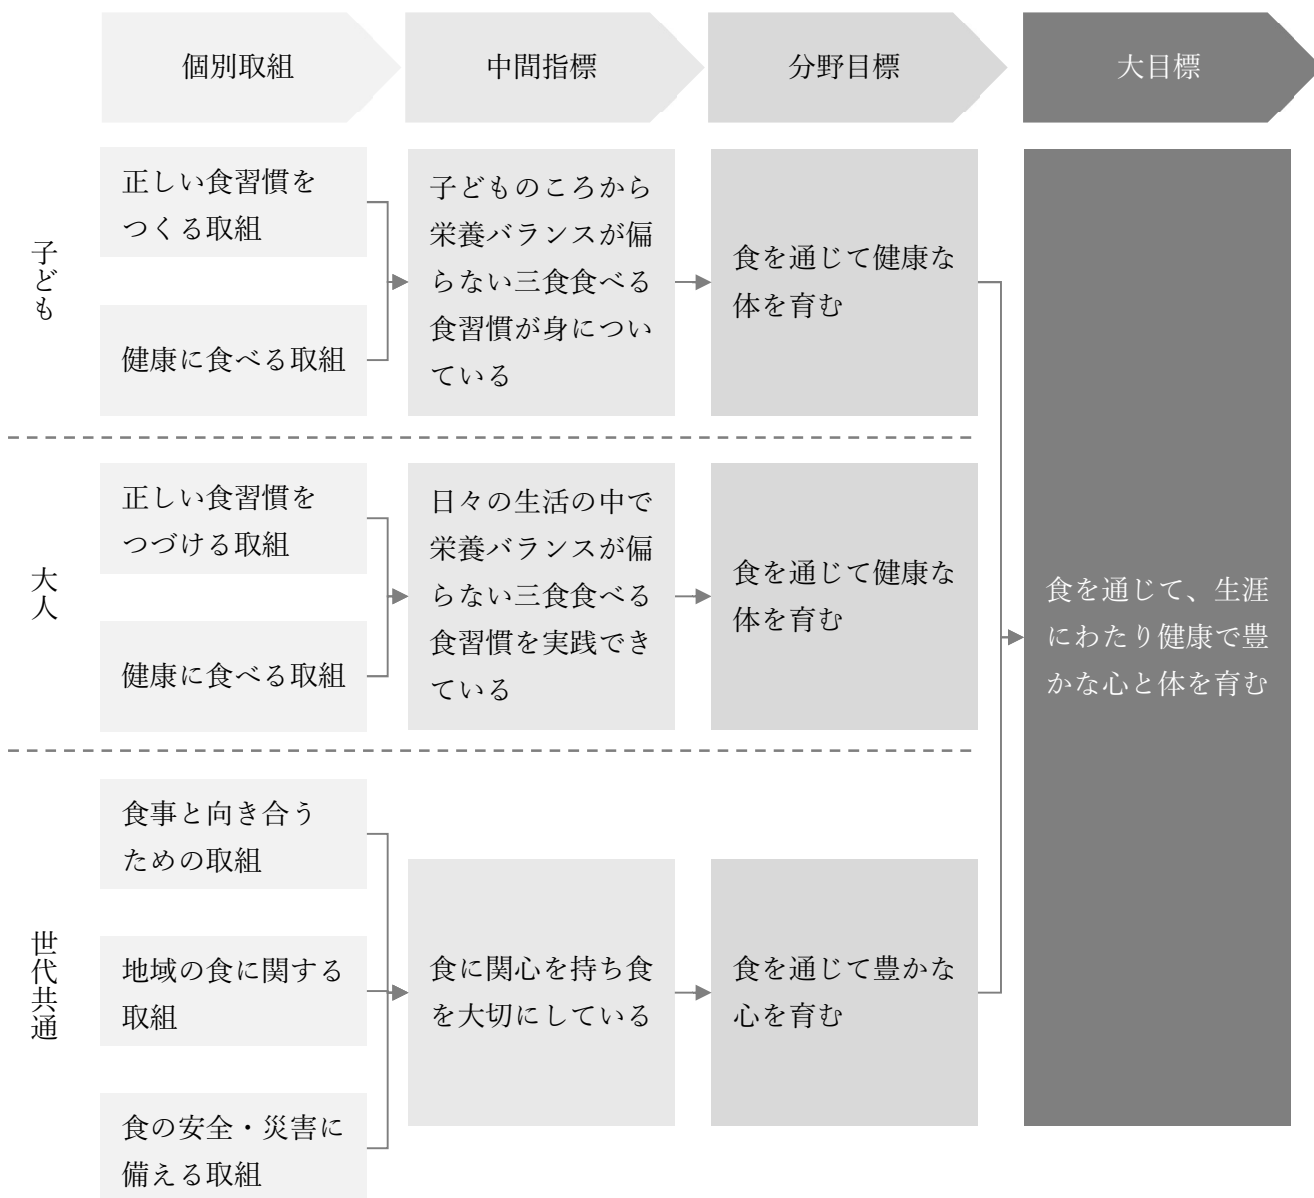 個別取組
中間指標
分野目標
大目標
子ども
正しい食習慣を
つくる取組
健康に食べる取組
子どものころから
栄養バランスが偏
らない三食食べる
食習慣が身につい
ている
食を通じて健康な
体を育む
大人
正しい食習慣を
つづける取組
健康に食べる取組
日々の生活の中で
栄養バランスが偏
らない三食食べる
食習慣を実践でき
ている
食を通じて健康な
体を育む
世代共通
食事と向き合う
ための取組
地域の食に関する
取組
食の安全・災害に
備える取組
食に関心を持ち食
を大切にしている
食を通じて豊かな
心を育む
食を通じて、生涯
にわたり健康で豊
かな心と体を育む